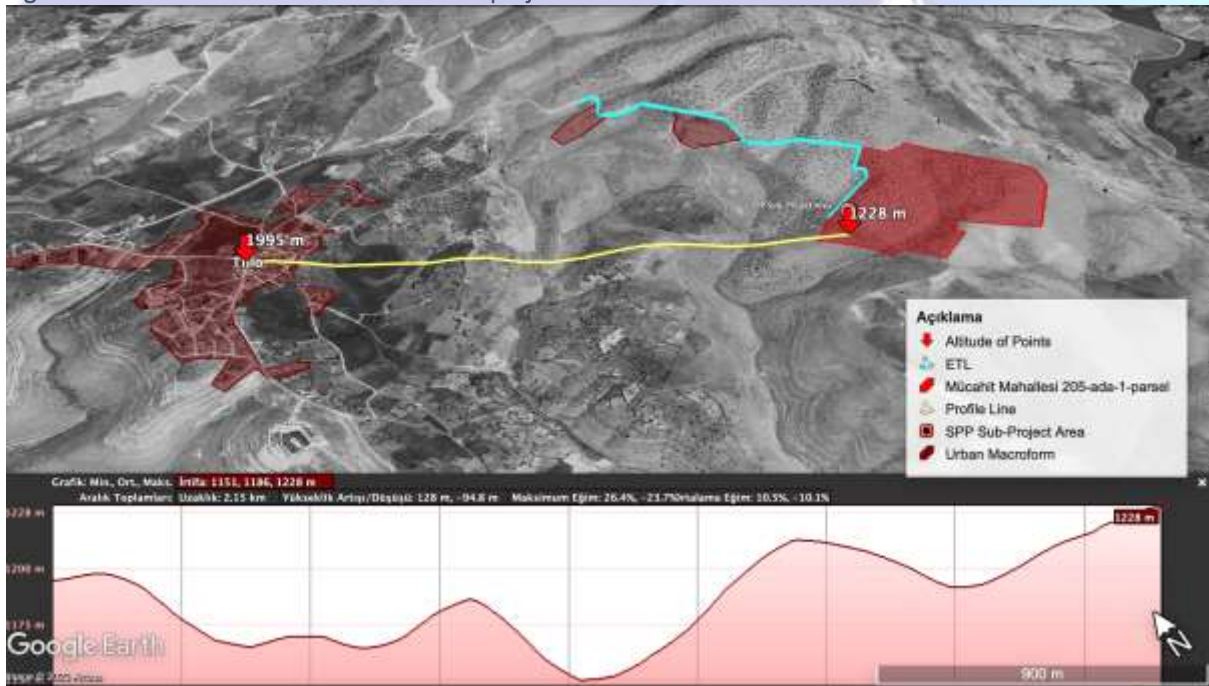 1995 m
1228 m
Açıklama
Altitude of Points
ETL
Mücahit Mahallesi 205-ada-1-parsel
Profile Line
SPP Sub-Project Area
Urban Macroform
Grafik: Min., Ort., Maks. İrtifa: 1151, 1186, 1228 m
Aralık Toplamları: Uzaklık: 2.15 km Yükseklik Artışı/Düşüşü: 128 m, -94.8 m Maksimum Eğim: 26.4%, -23.7% Ortalama Eğim: 10.5%, -10.1%
1228 m
1228 m
1200 m
1175 m
Google Earth
N
900 m